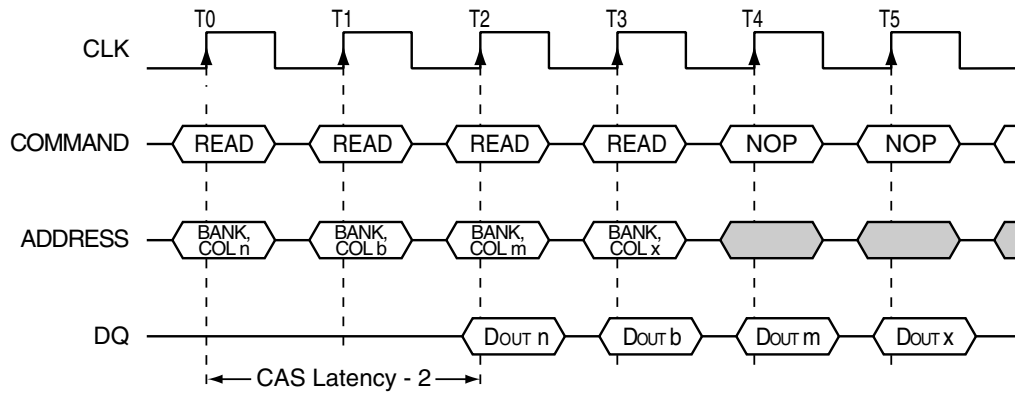 T0 T1 T2 T3 T4 T5
CLK
COMMAND READ READ READ READ NOP NOP
BANK, BANK, BANK, BANK,
ADDRESS
COL n COL b COL m COL x
DQ DOUT n DOUT b DOUT m DOUT x
CAS Latency - 2